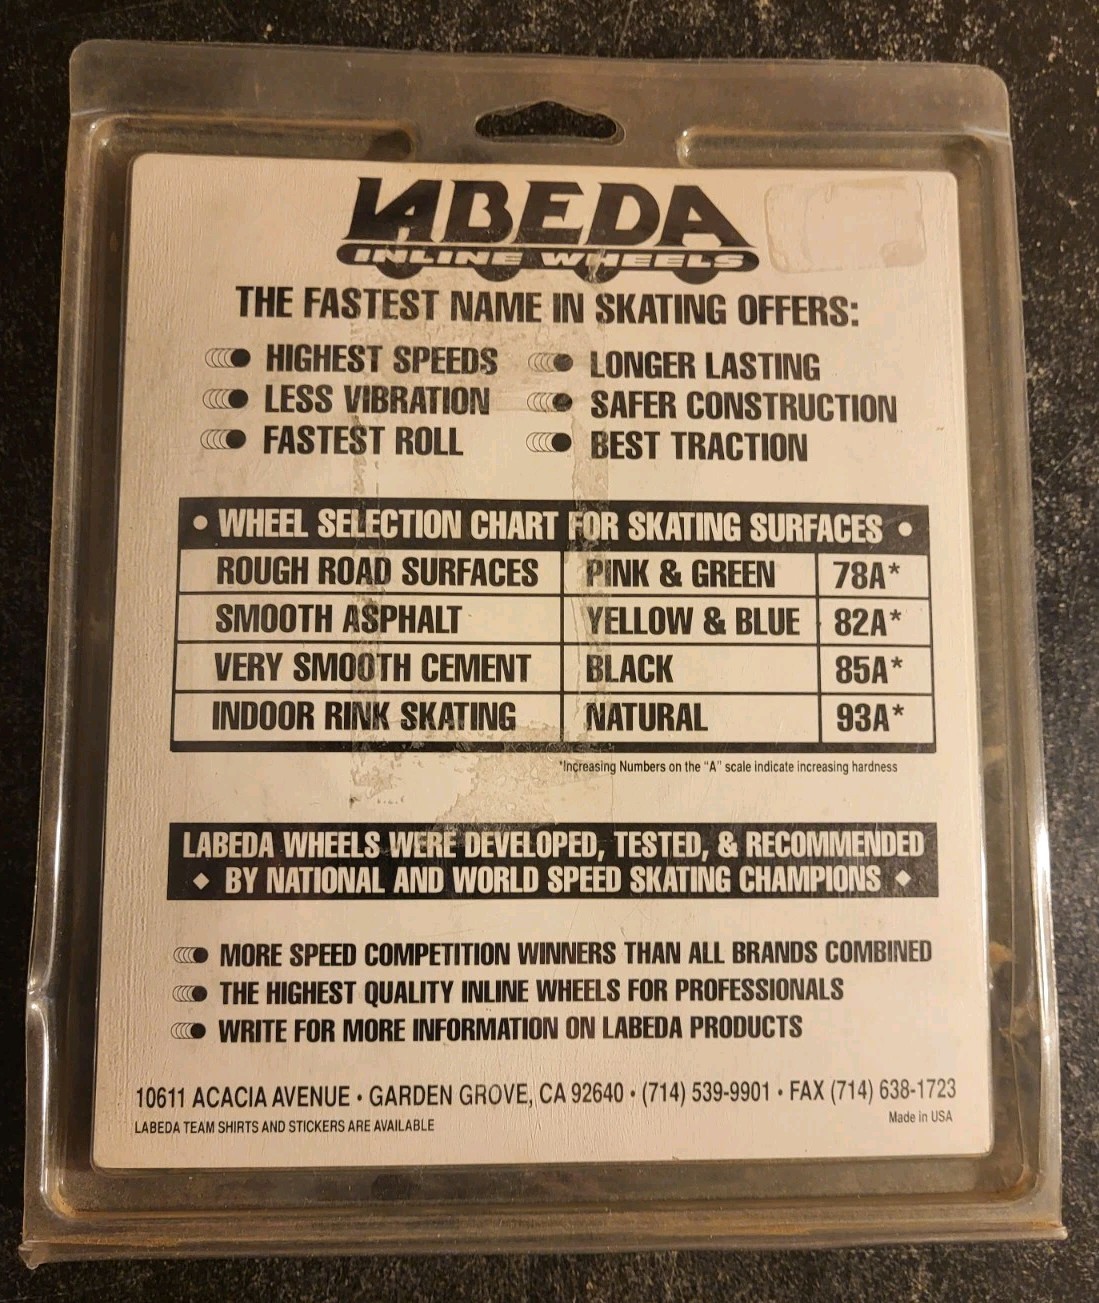 LABEDA
INLINE WHEELS
THE FASTEST NAME IN SKATING OFFERS:
HIGHEST SPEEDS
LESS VIBRATION
FASTEST ROLL
LONGER LASTING
SAFER CONSTRUCTION
BEST TRACTION
• WHEEL SELECTION CHART FOR SKATING SURFACES •
ROUGH ROAD SURFACES PINK & GREEN 78A*
SMOOTH ASPHALT YELLOW & BLUE 82A*
VERY SMOOTH CEMENT BLACK 85A*
INDOOR RINK SKATING NATURAL 93A*
*Increasing Numbers on the "A" scale indicate increasing hardness
LABEDA WHEELS WERE DEVELOPED, TESTED, & RECOMMENDED
◆ BY NATIONAL AND WORLD SPEED SKATING CHAMPIONS ◆
MORE SPEED COMPETITION WINNERS THAN ALL BRANDS COMBINED
THE HIGHEST QUALITY INLINE WHEELS FOR PROFESSIONALS
WRITE FOR MORE INFORMATION ON LABEDA PRODUCTS
10611 ACACIA AVENUE • GARDEN GROVE, CA 92640 • (714) 539-9901 • FAX (714) 638-1723
LABEDA TEAM SHIRTS AND STICKERS ARE AVAILABLE
Made in USA